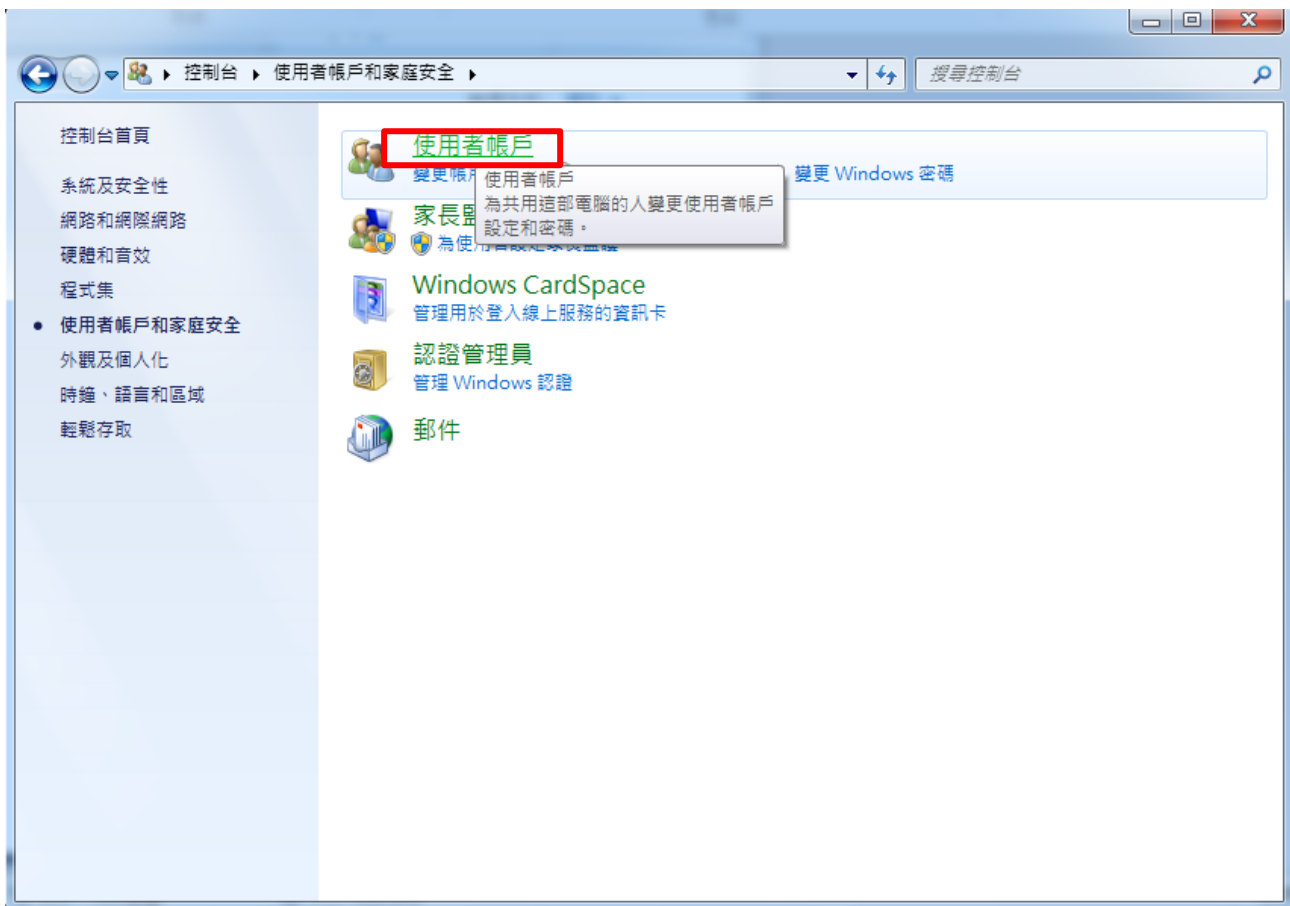 控制台 使用者帳戶和家庭安全
搜尋控制台
控制台首頁
系統及安全性
網路和網際網路
硬體和音效
程式集
使用者帳戶和家庭安全
外觀及個人化
時鐘、語言和區域
輕鬆存取
使用者帳戶
變更帳 變更 Windows 密碼
使用者帳戶
為共用這部電腦的人變更使用者帳戶
設定和密碼。
家長
為使
Windows CardSpace
管理用於登入線上服務的資訊卡
認證管理員
管理 Windows 認證
郵件